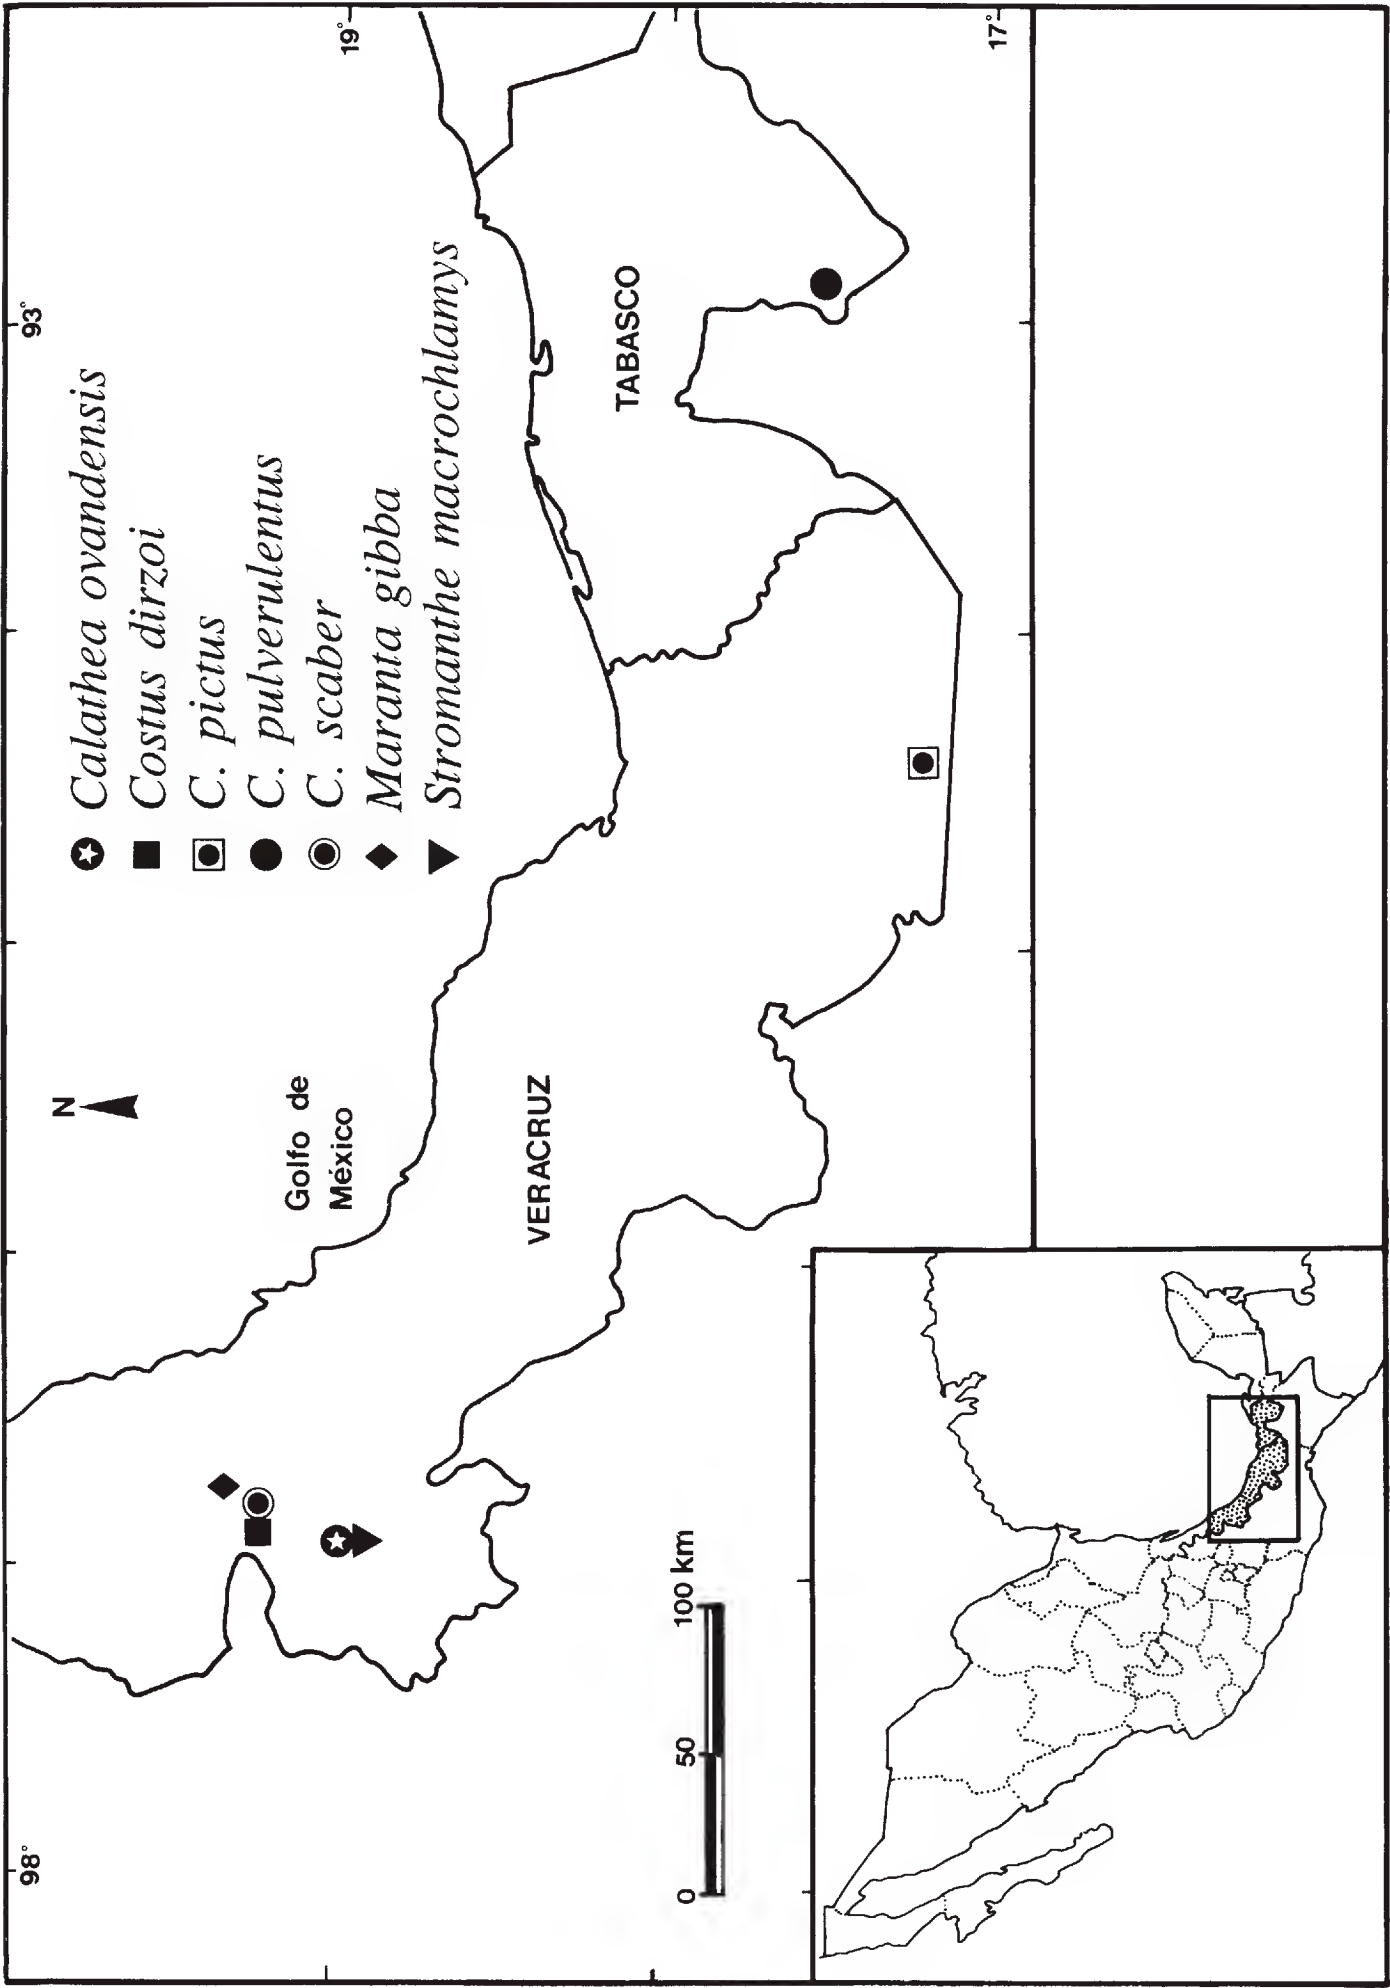 98°
93°
19°
17°
N
Golfo de
México
VERACRUZ
TABASCO
Calathea ovandensis
Costus dirzoi
C. pictus
C. pulverulentus
C. scaber
Maranta gibba
Stromanthe macrochlamys
0 50 100 km